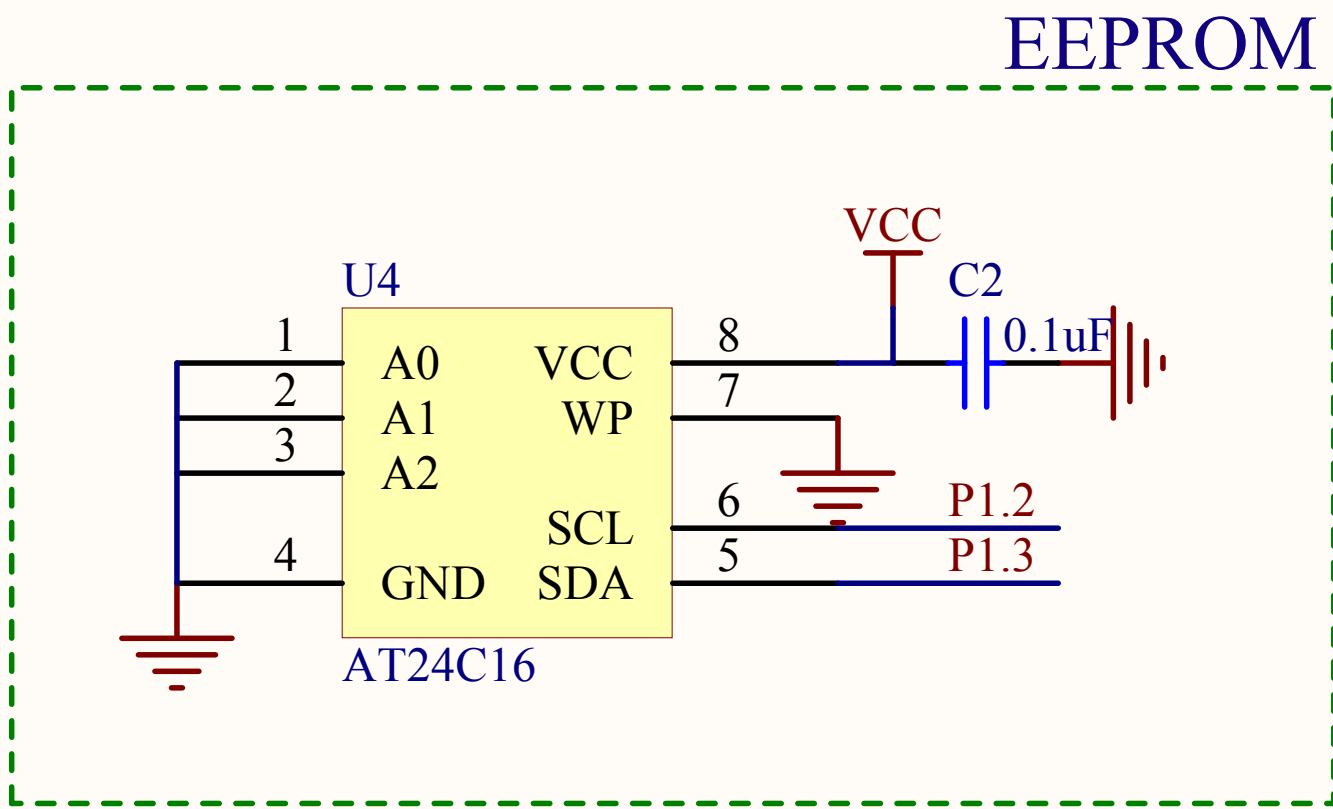 EEPROM
VCC
U4
C2
1
8
0.1uF
A0
VCC
2
7
A1
WP
3
A2
6
P1.2
SCL
4
5
P1.3
GND
SDA
AT24C16